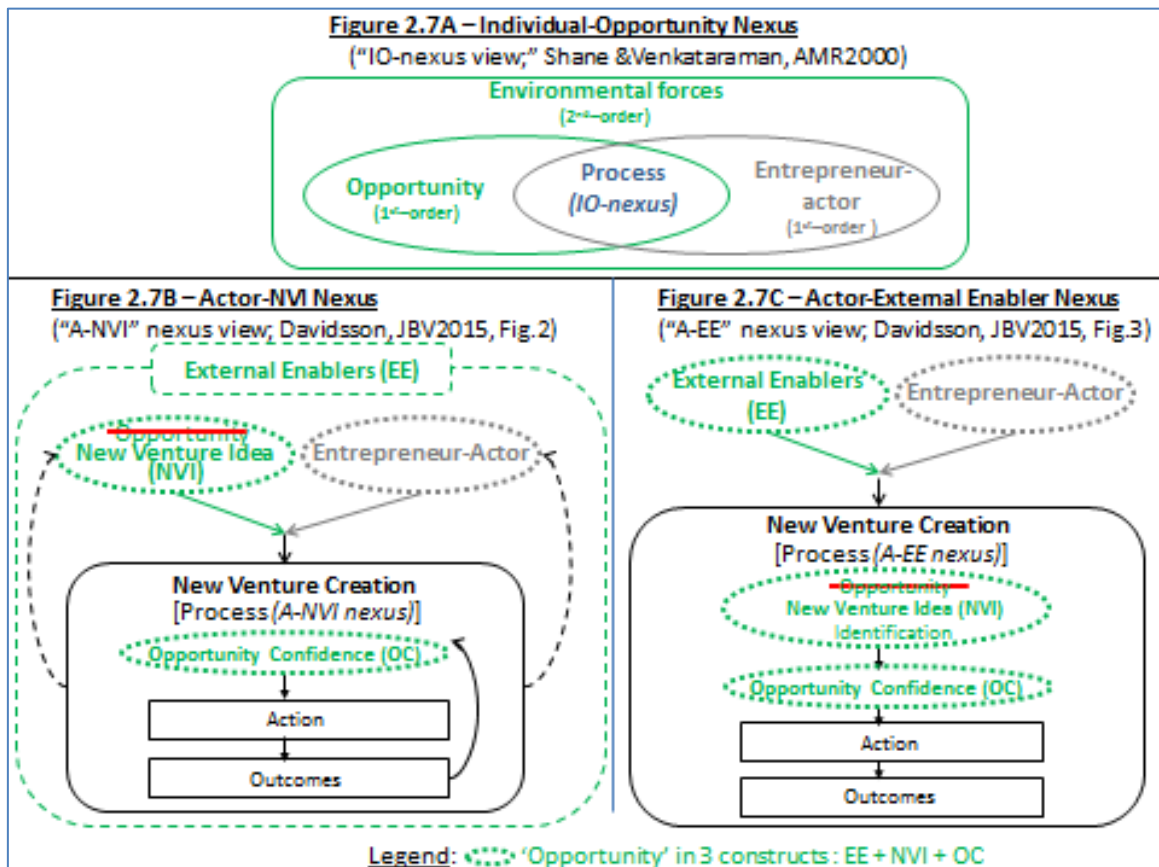 Figure 2.7A – Individual-Opportunity Nexus
("IO-nexus view;" Shane &Venkataraman, AMR2000)
Environmental forces
(2nd–order)
Opportunity
(1st–order)
Process
(IO-nexus)
Entrepreneur-
actor
(1st–order )
Figure 2.7B – Actor-NVI Nexus
("A-NVI" nexus view; Davidsson, JBV2015, Fig.2)
External Enablers (EE)
Opportunity
New Venture Idea
(NVI)
Entrepreneur-Actor
New Venture Creation
[Process (A-NVI nexus)]
Opportunity Confidence (OC)
Action
Outcomes
Figure 2.7C – Actor-External Enabler Nexus
("A-EE" nexus view; Davidsson, JBV2015, Fig.3)
External Enablers
(EE)
Entrepreneur-Actor
New Venture Creation
[Process (A-EE nexus)]
Opportunity
New Venture Idea (NVI)
Identification
Opportunity Confidence (OC)
Action
Outcomes
Legend: 'Opportunity' in 3 constructs : EE + NVI + OC